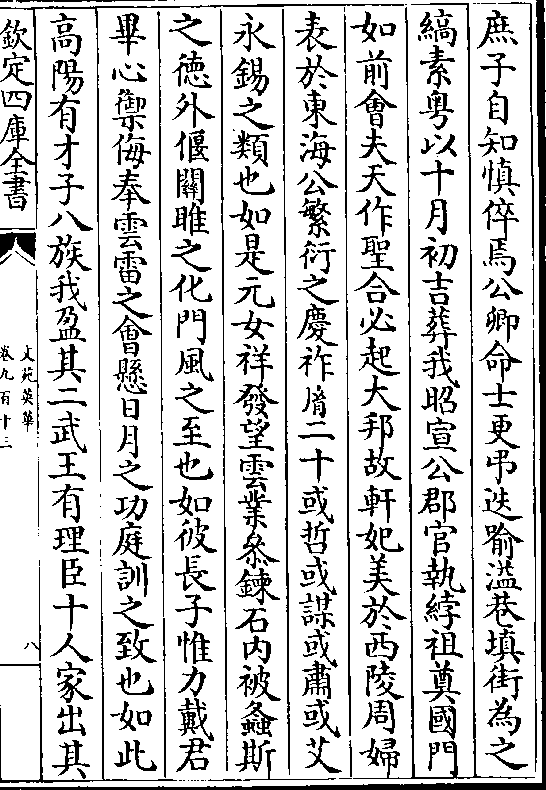 庶子自知慎倅焉公卿命士更弔迭踰溢巷填街為之
縞素粤以十月初吉葬我昭宣公郡官執綍祖奠國門
如前會夫天作聖合必起大邦故軒妃美於西陵周婦
表於東海公繁衍之慶祚胤二十或哲或謀或肅或艾
永錫之類也如是元女祥發望雲業叅鍊石内被螽斯
之德外偃關雎之化門風之至也如彼長子惟力戴君
畢心禦侮奉雲雷之會懸日月之功庭訓之致也如此
高陽有才子八族我盈其二武王有理臣十人家出其
欽定四庫全書
文苑英華
卷九百十三
八